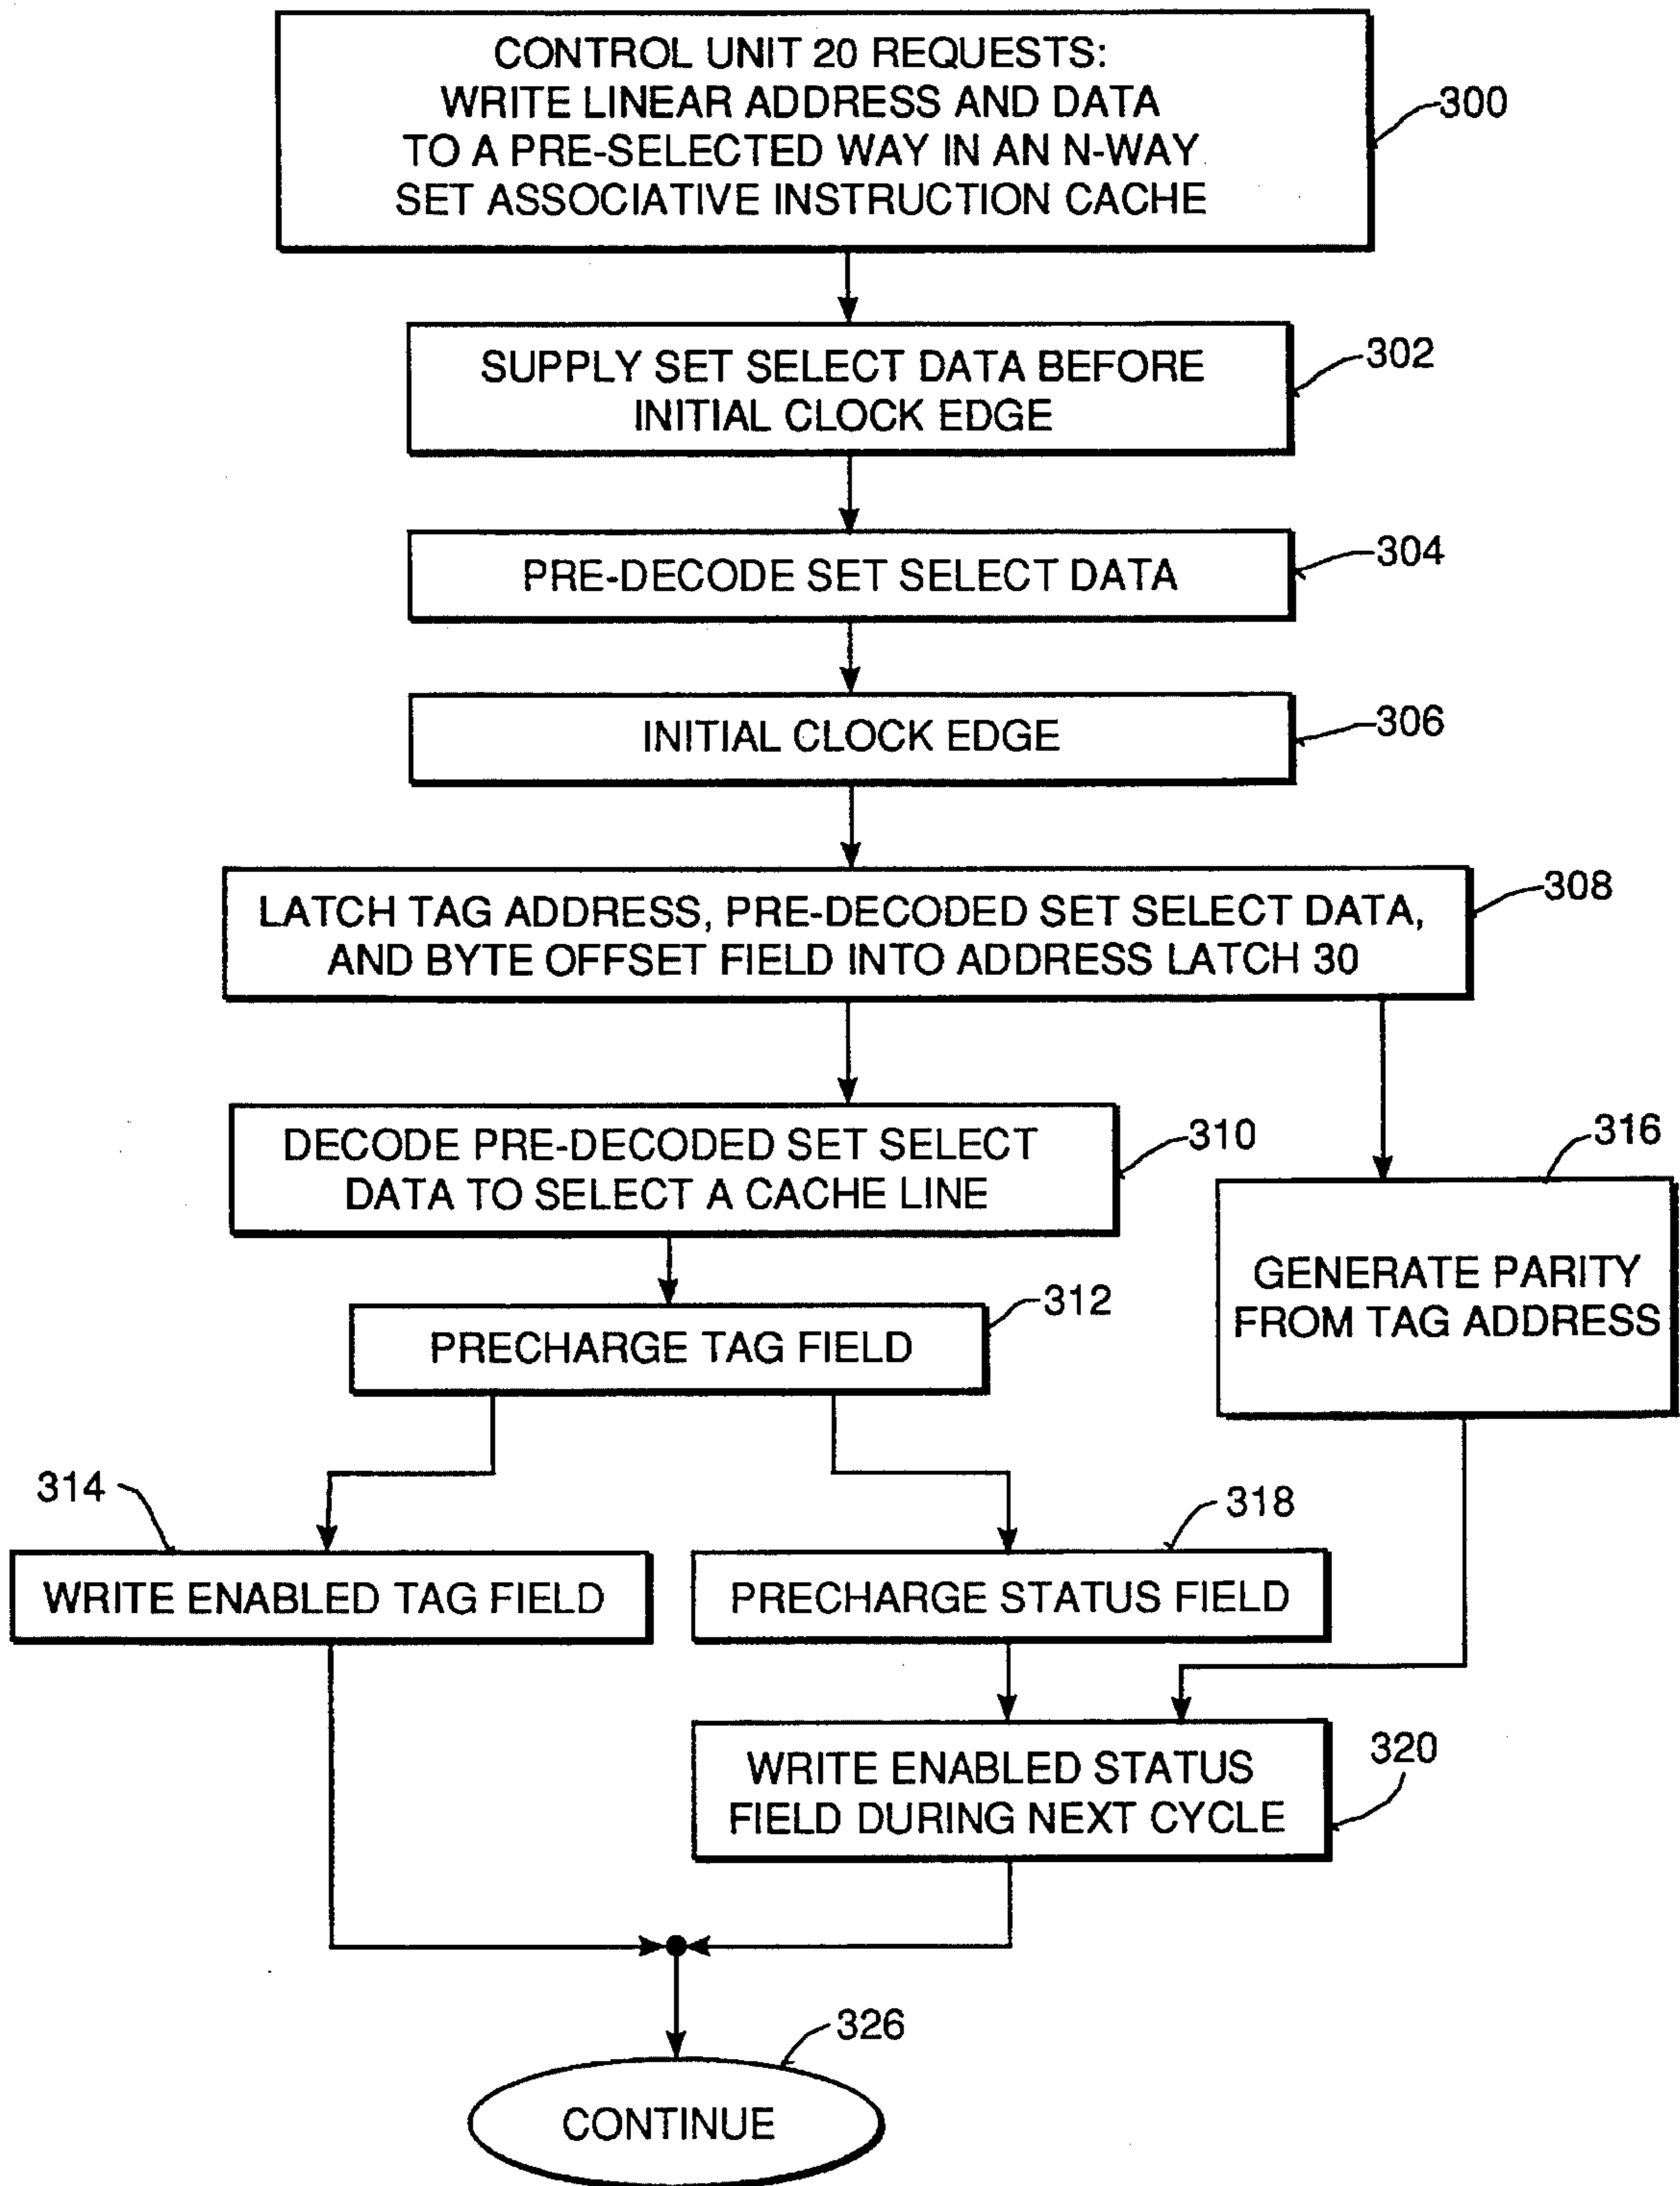 CONTROL UNIT 20 REQUESTS:
WRITE LINEAR ADDRESS AND DATA
TO A PRE-SELECTED WAY IN AN N-WAY
SET ASSOCIATIVE INSTRUCTION CACHE
300
SUPPLY SET SELECT DATA BEFORE
INITIAL CLOCK EDGE
302
PRE-DECODE SET SELECT DATA
304
INITIAL CLOCK EDGE
306
LATCH TAG ADDRESS, PRE-DECODED SET SELECT DATA,
AND BYTE OFFSET FIELD INTO ADDRESS LATCH 30
308
DECODE PRE-DECODED SET SELECT
DATA TO SELECT A CACHE LINE
310
316
GENERATE PARITY
FROM TAG ADDRESS
PRECHARGE TAG FIELD
312
314
WRITE ENABLED TAG FIELD
318
PRECHARGE STATUS FIELD
WRITE ENABLED STATUS
FIELD DURING NEXT CYCLE
320
326
CONTINUE